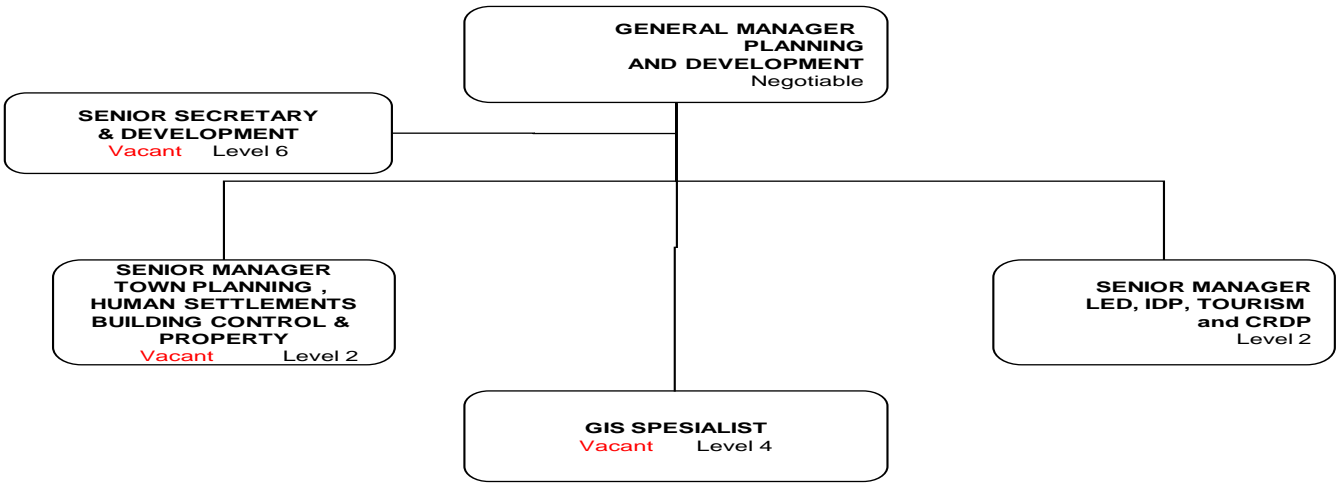 GENERAL MANAGER
PLANNING
AND DEVELOPMENT
Negotiable
SENIOR SECRETARY
& DEVELOPMENT
Vacant Level 6
SENIOR MANAGER
TOWN PLANNING ,
HUMAN SETTLEMENTS
BUILDING CONTROL &
PROPERTY
Vacant Level 2
SENIOR MANAGER
LED, IDP, TOURISM
and CRDP
Level 2
GIS SPESIALIST
Vacant Level 4